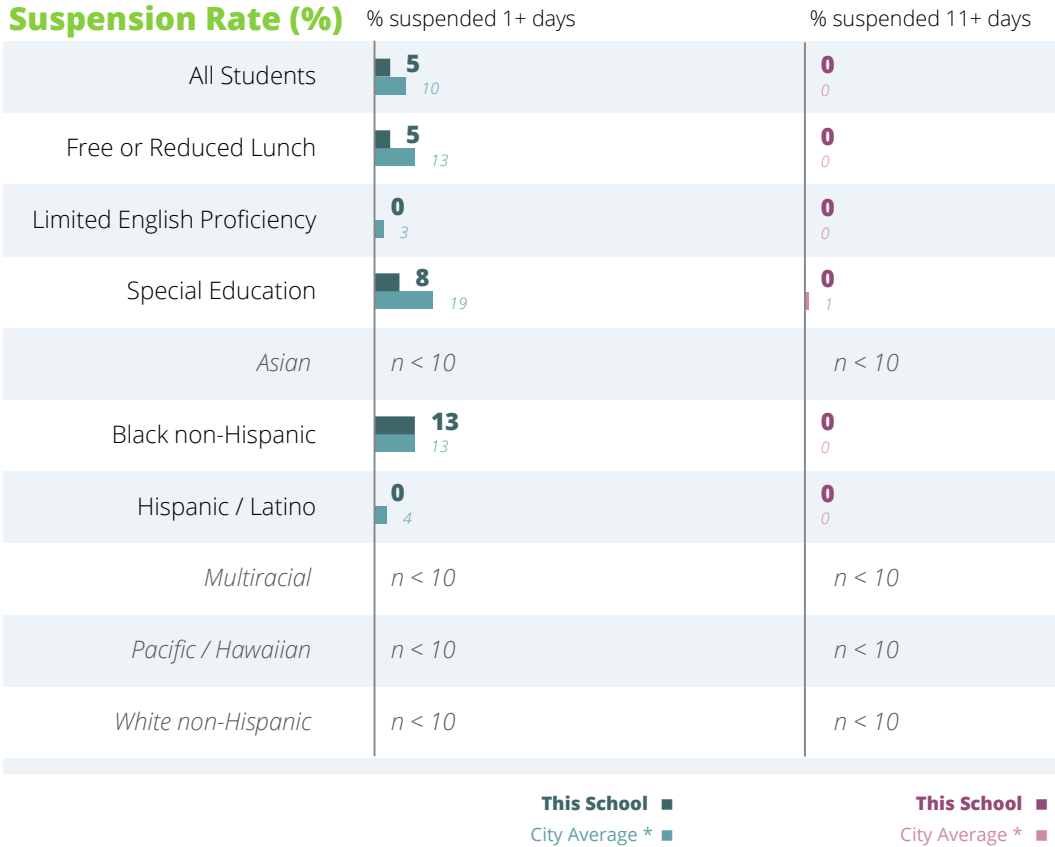 Suspension Rate (%) % suspended 1+ days % suspended 11+ days
All Students 5 0
10 0
Free or Reduced Lunch 5 0
13 0
Limited English Proficiency 0 0
3 0
Special Education 8 0
19 1
Asian n < 10 n < 10
Black non-Hispanic 13 0
13 0
Hispanic / Latino 0 0
4 0
Multiracial n < 10 n < 10
Pacific / Hawaiian n < 10 n < 10
White non-Hispanic n < 10 n < 10
This School This School
City Average * City Average *